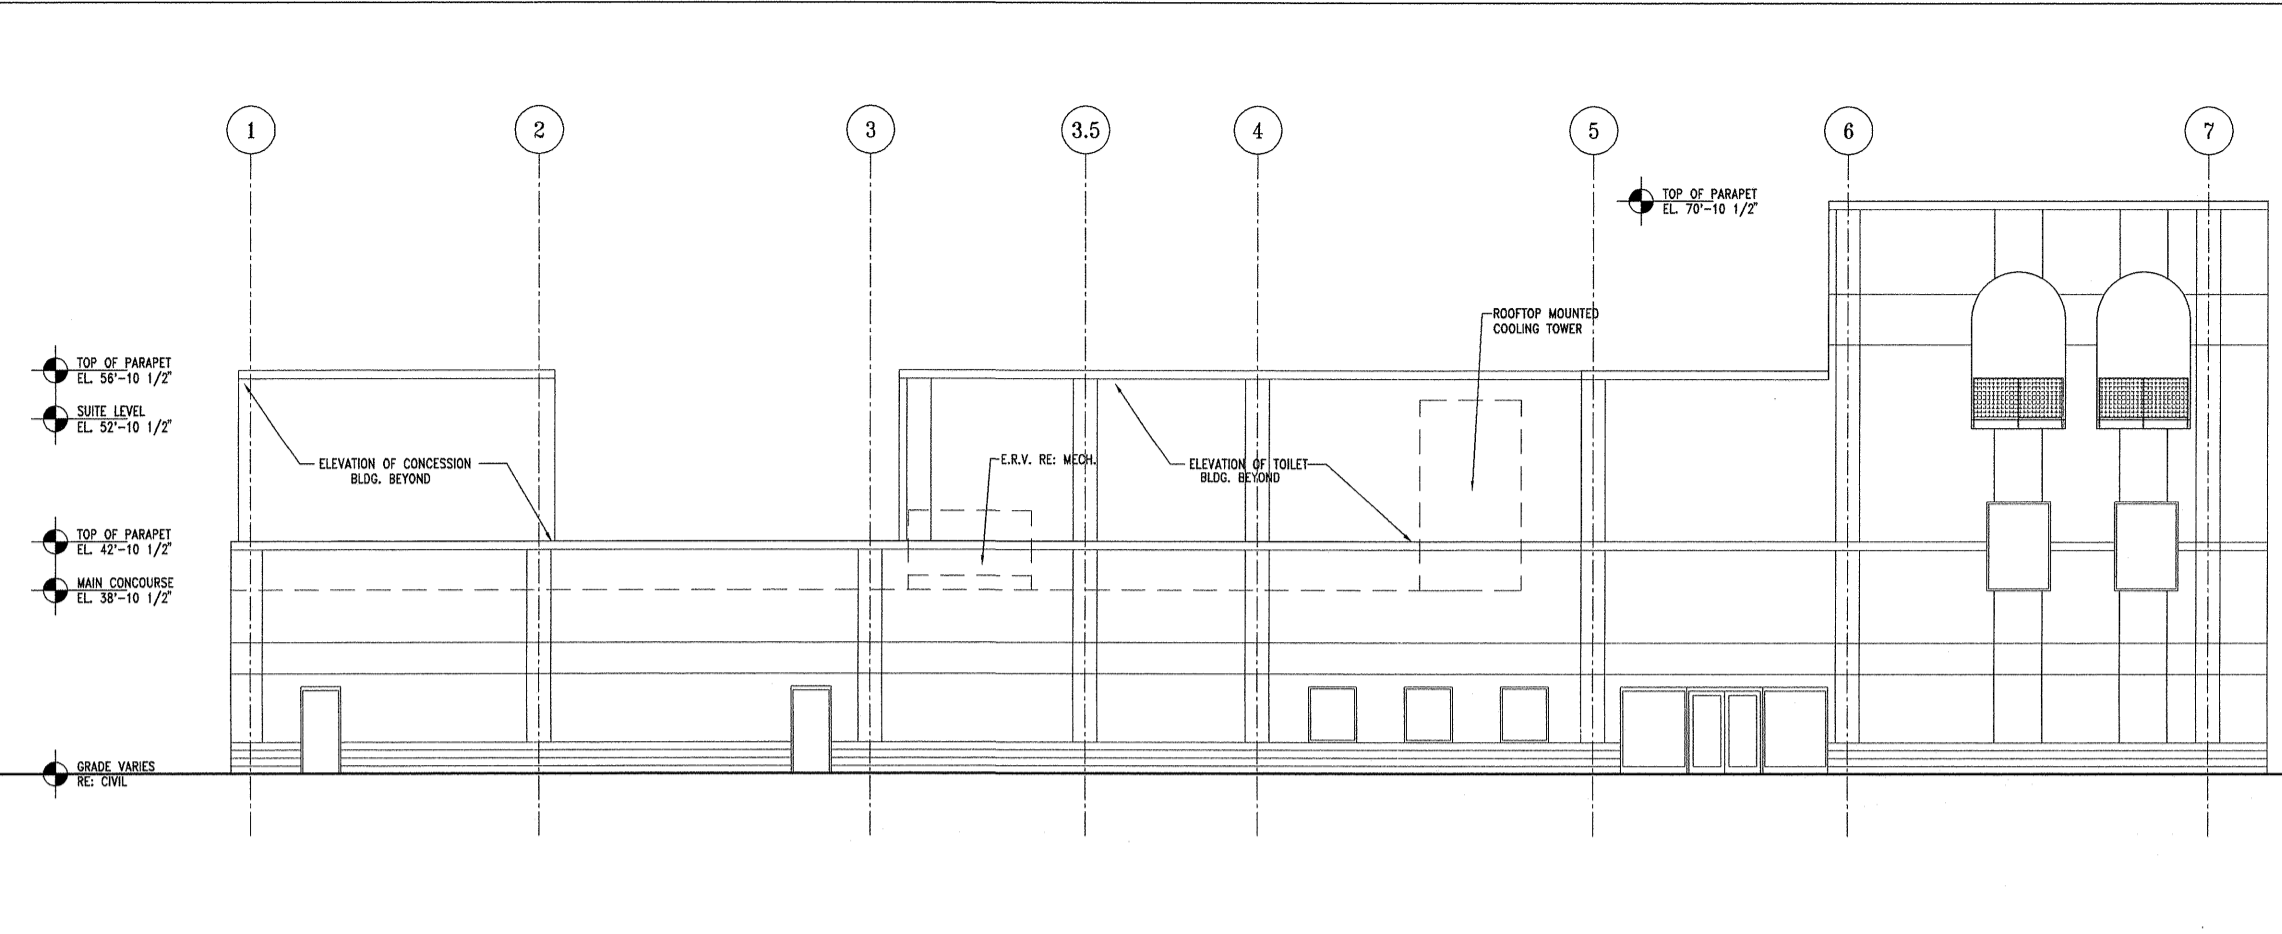 1
2
3
3.5
4
5
6
7
TOP OF PARAPET
EL. 70'-10 1/2"
ROOFTOP MOUNTED
COOLING TOWER
TOP OF PARAPET
EL. 56'-10 1/2"
SUITE LEVEL
EL. 52'-10 1/2"
ELEVATION OF CONCESSION
BLDG. BEYOND
E.R.V. RE: MECH.
ELEVATION OF TOILET
BLDG. BEYOND
TOP OF PARAPET
EL. 42'-10 1/2"
MAIN CONCOURSE
EL. 38'-10 1/2"
GRADE VARIES
RE: CIVIL